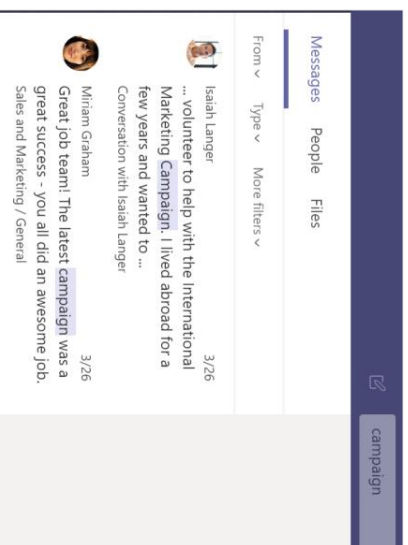 campaign
Messages People Files
From Type More filters
Isaiah Langer 3/26
... volunteer to help with the International
Marketing Campaign. I lived abroad for a
few years and wanted to ...
Conversation with Isaiah Langer
Miriam Graham 3/26
Great job team! The latest campaign was a
great success - you all did an awesome job.
Sales and Marketing / General